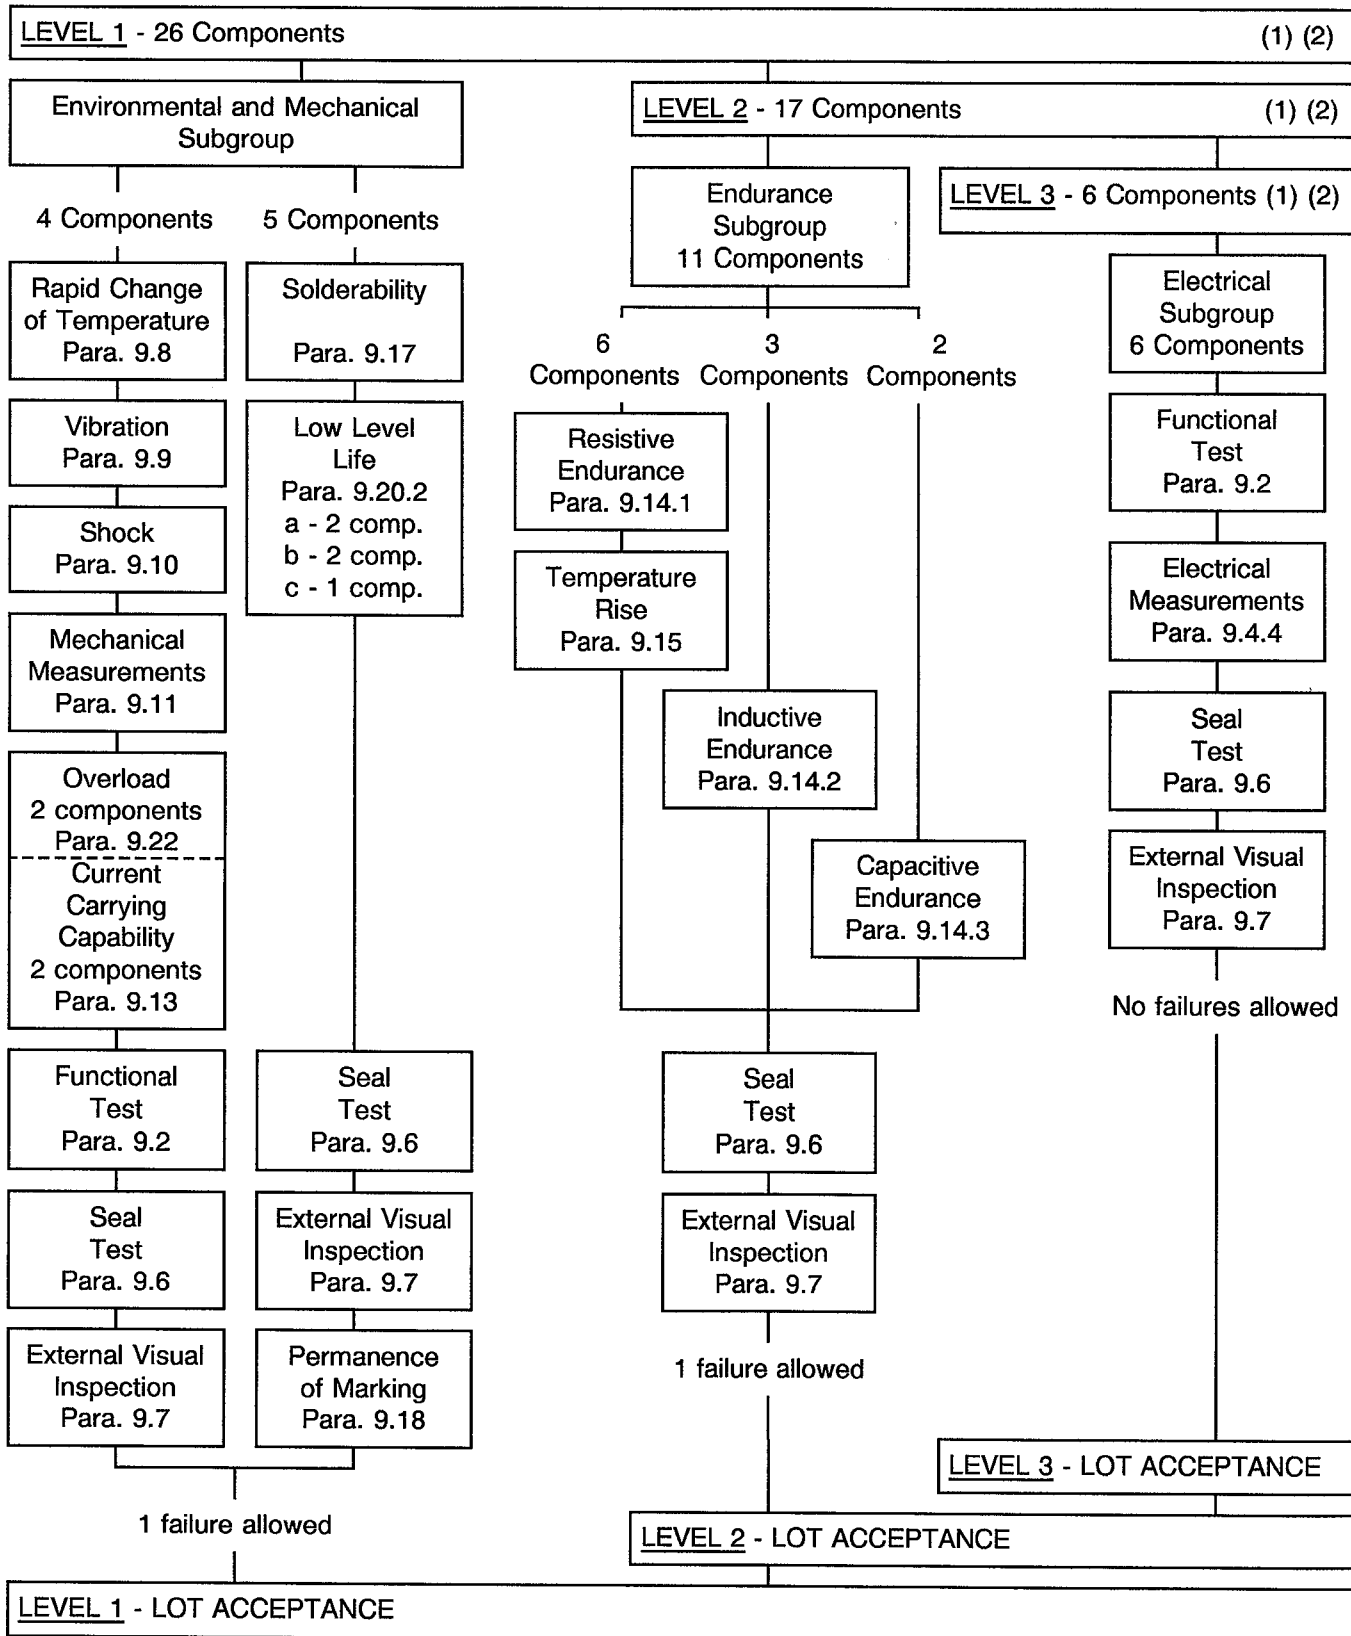 LEVEL 1 - 26 Components (1) (2)
Environmental and Mechanical
Subgroup
4 Components
5 Components
Rapid Change
of Temperature
Para. 9.8
Vibration
Para. 9.9
Shock
Para. 9.10
Mechanical
Measurements
Para. 9.11
Overload
2 components
Para. 9.22
Current
Carrying
Capability
2 components
Para. 9.13
Functional
Test
Para. 9.2
Seal
Test
Para. 9.6
External Visual
Inspection
Para. 9.7
Solderability
Para. 9.17
Low Level
Life
Para. 9.20.2
a - 2 comp.
b - 2 comp.
c - 1 comp.
Seal
Test
Para. 9.6
External Visual
Inspection
Para. 9.7
Permanence
of Marking
Para. 9.18
1 failure allowed
LEVEL 2 - 17 Components (1) (2)
Endurance
Subgroup
11 Components
6
Components
3
Components
2
Components
Resistive
Endurance
Para. 9.14.1
Temperature
Rise
Para. 9.15
Inductive
Endurance
Para. 9.14.2
Capacitive
Endurance
Para. 9.14.3
Seal
Test
Para. 9.6
External Visual
Inspection
Para. 9.7
1 failure allowed
LEVEL 3 - 6 Components (1) (2)
Electrical
Subgroup
6 Components
Functional
Test
Para. 9.2
Electrical
Measurements
Para. 9.4.4
Seal
Test
Para. 9.6
External Visual
Inspection
Para. 9.7
No failures allowed
LEVEL 3 - LOT ACCEPTANCE
LEVEL 2 - LOT ACCEPTANCE
LEVEL 1 - LOT ACCEPTANCE